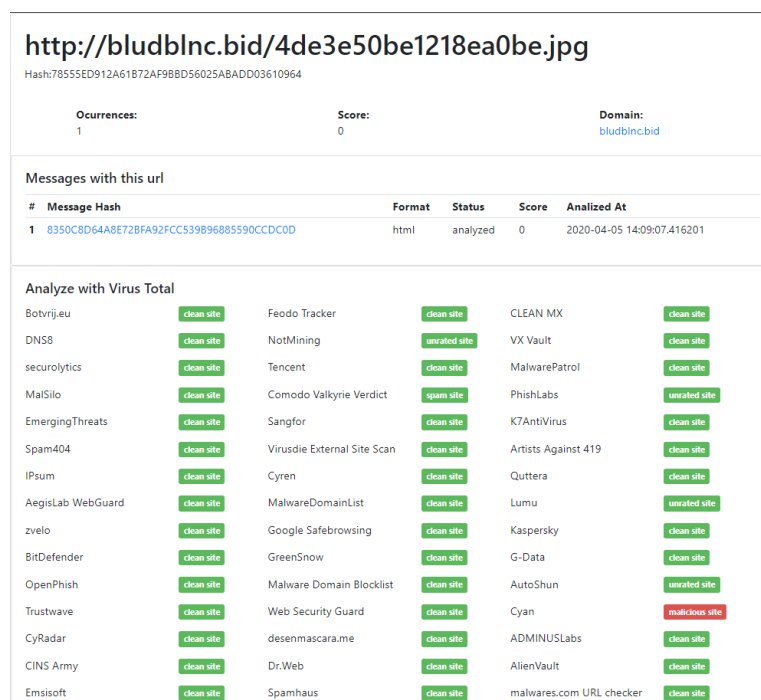 http://bludblnc.bid/4de3e50be1218ea0be.jpg
Hash:78555ED912A61B72AF9BBD56025ABADD03610964
Ocurrences: Score: Domain:
1 0 bludblnc.bid
Messages with this url
# Message Hash Format Status Score Analized At
1 8350C8D64A8E72BFA92FCC539B96885590CCDC0D html analyzed 0 2020-04-05 14:09:07.416201
Analyze with Virus Total
Botvrij.eu clean site Feodo Tracker clean site CLEAN MX clean site
DNS8 clean site NotMining unrated site VX Vault clean site
securolytics clean site Tencent clean site MalwarePatrol clean site
MalSilo clean site Comodo Valkyrie Verdict spam site PhishLabs unrated site
EmergingThreats clean site Sangfor clean site K7AntiVirus clean site
Spam404 clean site Virusdie External Site Scan clean site Artists Against 419 clean site
IPsum clean site Cyren clean site Quttera clean site
AegisLab WebGuard clean site MalwareDomainList clean site Lumu unrated site
zvelo clean site Google Safebrowsing clean site Kaspersky clean site
BitDefender clean site GreenSnow clean site G-Data clean site
OpenPhish clean site Malware Domain Blocklist clean site AutoShun unrated site
Trustwave clean site Web Security Guard clean site Cyan malicious site
CyRadar clean site desenmascara.me clean site ADMINUSLabs clean site
CINS Army clean site Dr.Web clean site AlienVault clean site
Emsisoft clean site Spamhaus clean site malwares.com URL checker clean site